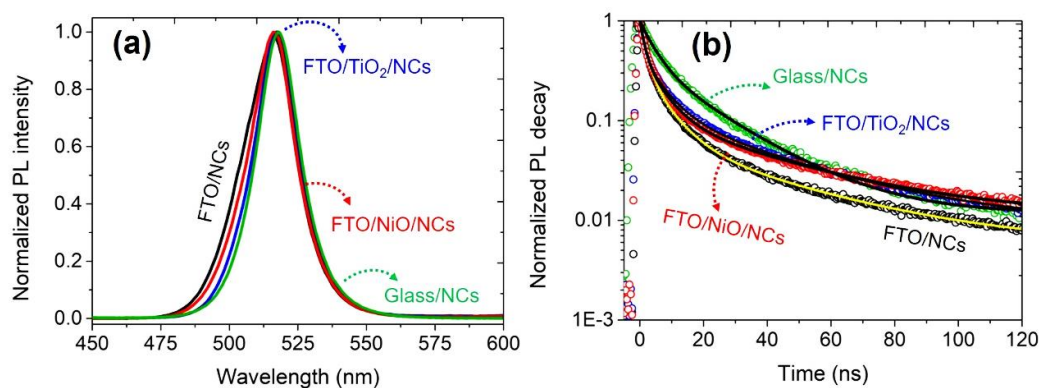 (a)
1.0
0.8
0.6
0.4
0.2
0.0
Normalized PL intensity
FTO/TiO2/NCs
FTO/NCs
FTO/NiO/NCs
Glass/NCs
450
475
500
525
550
575
600
Wavelength (nm)
(b)
1
0.1
0.01
1E-3
Normalized PL decay
Glass/NCs
FTO/TiO2/NCs
FTO/NiO/NCs
FTO/NCs
0
20
40
60
80
100
120
Time (ns)